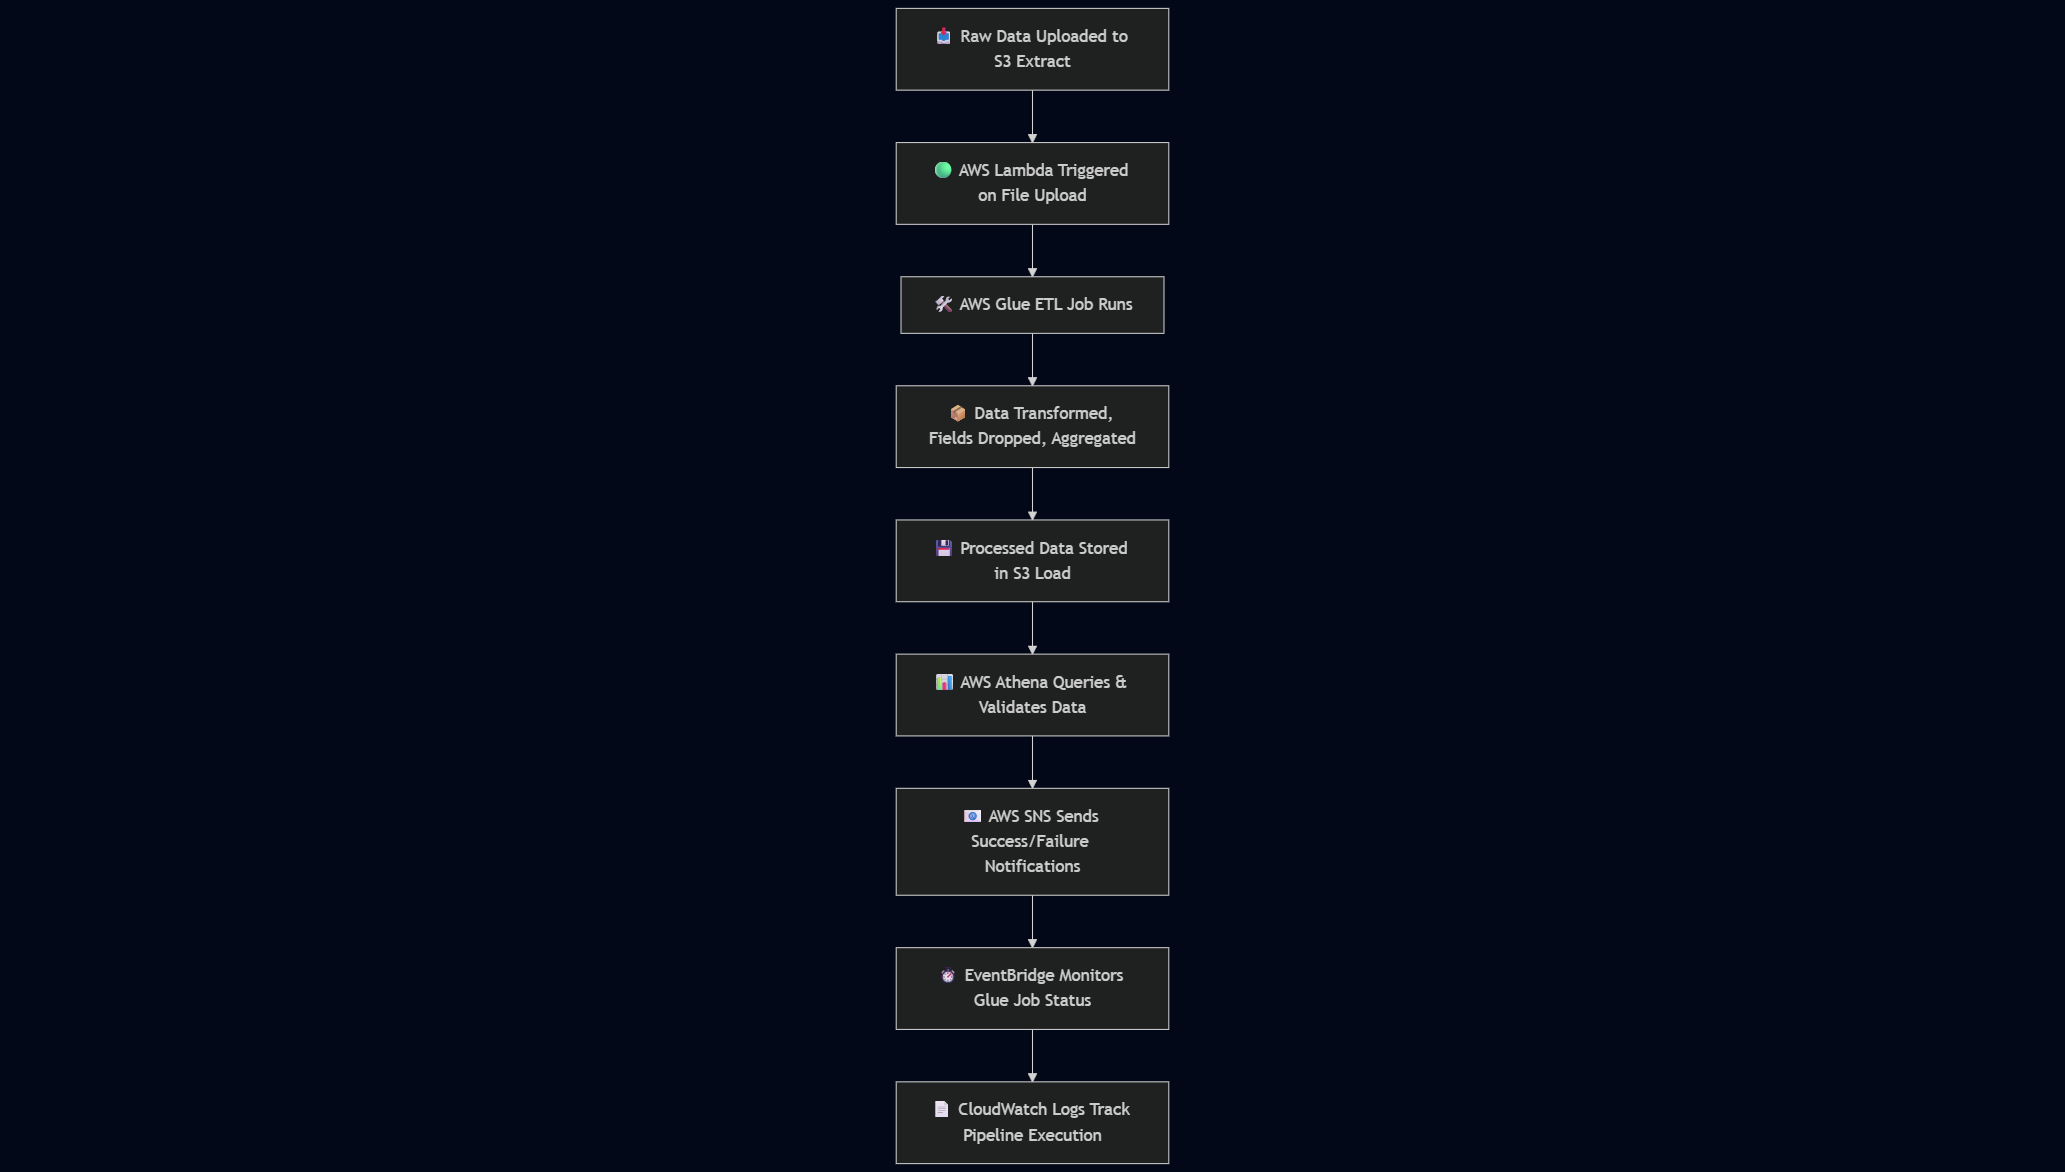 📥 Raw Data Uploaded to
S3 Extract
🟢 AWS Lambda Triggered
on File Upload
🛠 AWS Glue ETL Job Runs
📦 Data Transformed,
Fields Dropped, Aggregated
💾 Processed Data Stored
in S3 Load
📊 AWS Athena Queries &
Validates Data
📧 AWS SNS Sends
Success/Failure
Notifications
⏱ EventBridge Monitors
Glue Job Status
📄 CloudWatch Logs Track
Pipeline Execution